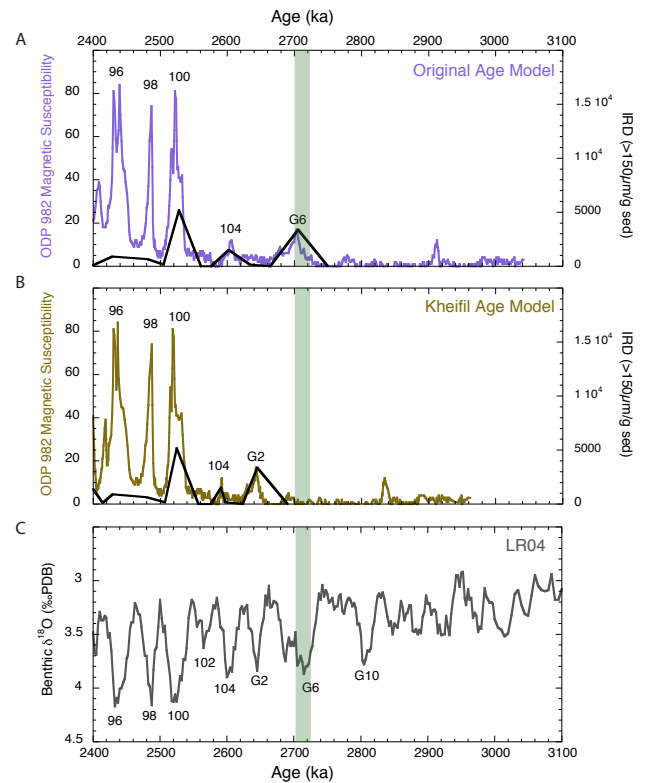 Age (ka)
2400 2500 2600 2700 2800 2900 3000 3100
A
Original Age Model
96 98 100 104 G6
80
60
40
20
0
ODP 982 Magnetic Susceptibility
1.5 10⁴
10⁴
5000
0
IRD (>150µm/g sed)
B
Kheifil Age Model
96 98 100 104 G2
80
60
40
20
0
ODP 982 Magnetic Susceptibility
1.5 10⁴
10⁴
5000
0
IRD (>150µm/g sed)
C
LR04
3
3.5
4
4.5
Benthic δ¹⁸O (‰PDB)
96 98 100 102 104 G2 G6 G10
2400 2500 2600 2700 2800 2900 3000 3100
Age (ka)